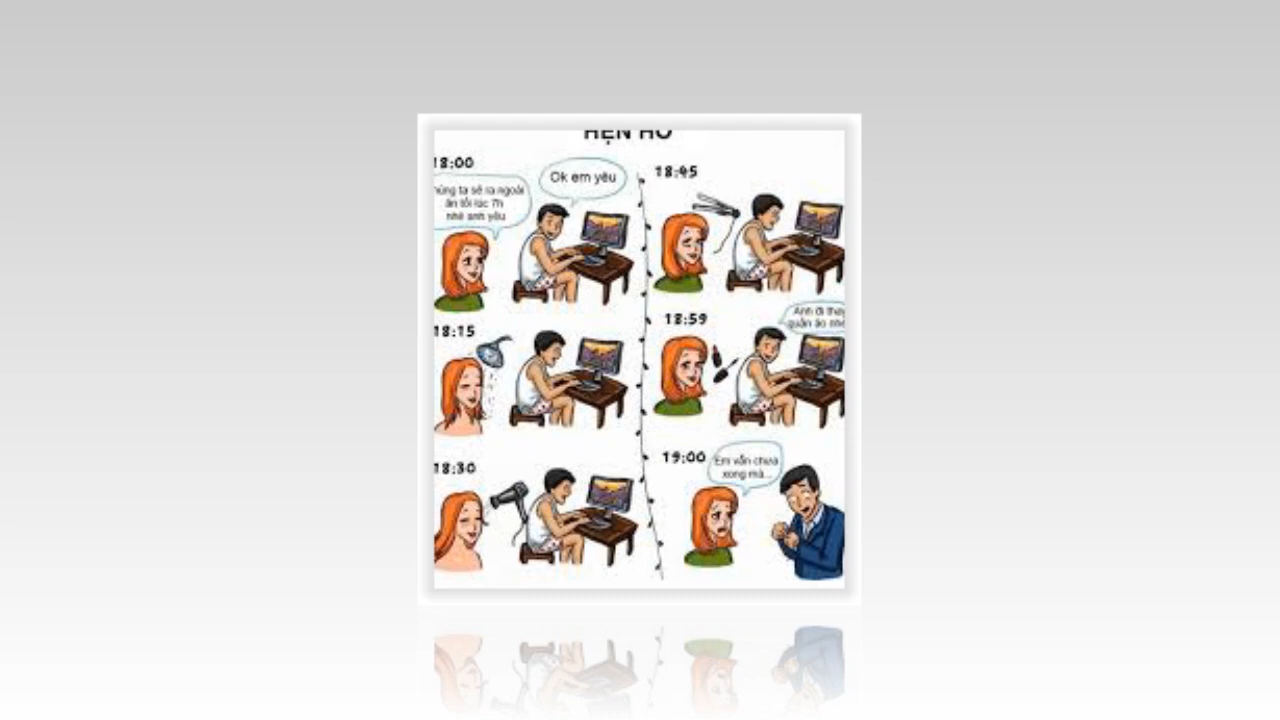 HẸN HÒ
18:00
húng ta sẽ ra ngoài
ăn tối lúc 7h
nhé anh yêu
Ok em yêu
18:15
18:30
18:45
18:59
Anh đi thay
quần áo nhé
19:00
Em vẫn chưa
xong mà...